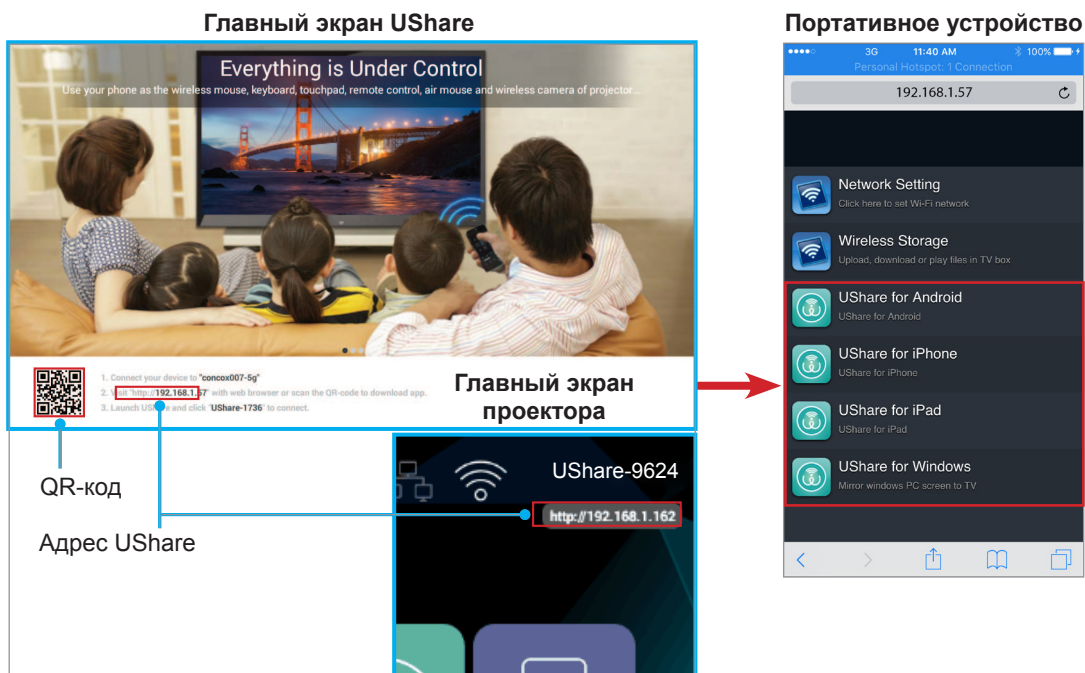 Главный экран UShare
Everything is Under Control
Use your phone as the wireless mouse, keyboard, touchpad, remote control, air mouse and wireless camera of projector...
1. Connect your device to "concox007-5g"
2. Visit "http://192.168.1.57" with web browser or scan the QR-code to download app.
3. Launch UShare and click "UShare-1736" to connect.
QR-код
Адрес UShare
Главный экран
проектора
UShare-9624
http://192.168.1.162
Портативное устройство
3G 11:40 AM 100%
Personal Hotspot: 1 Connection
192.168.1.57
Network Setting
Click here to set Wi-Fi network
Wireless Storage
Upload, download or play files in TV box
UShare for Android
UShare for Android
UShare for iPhone
UShare for iPhone
UShare for iPad
UShare for iPad
UShare for Windows
Mirror windows PC screen to TV